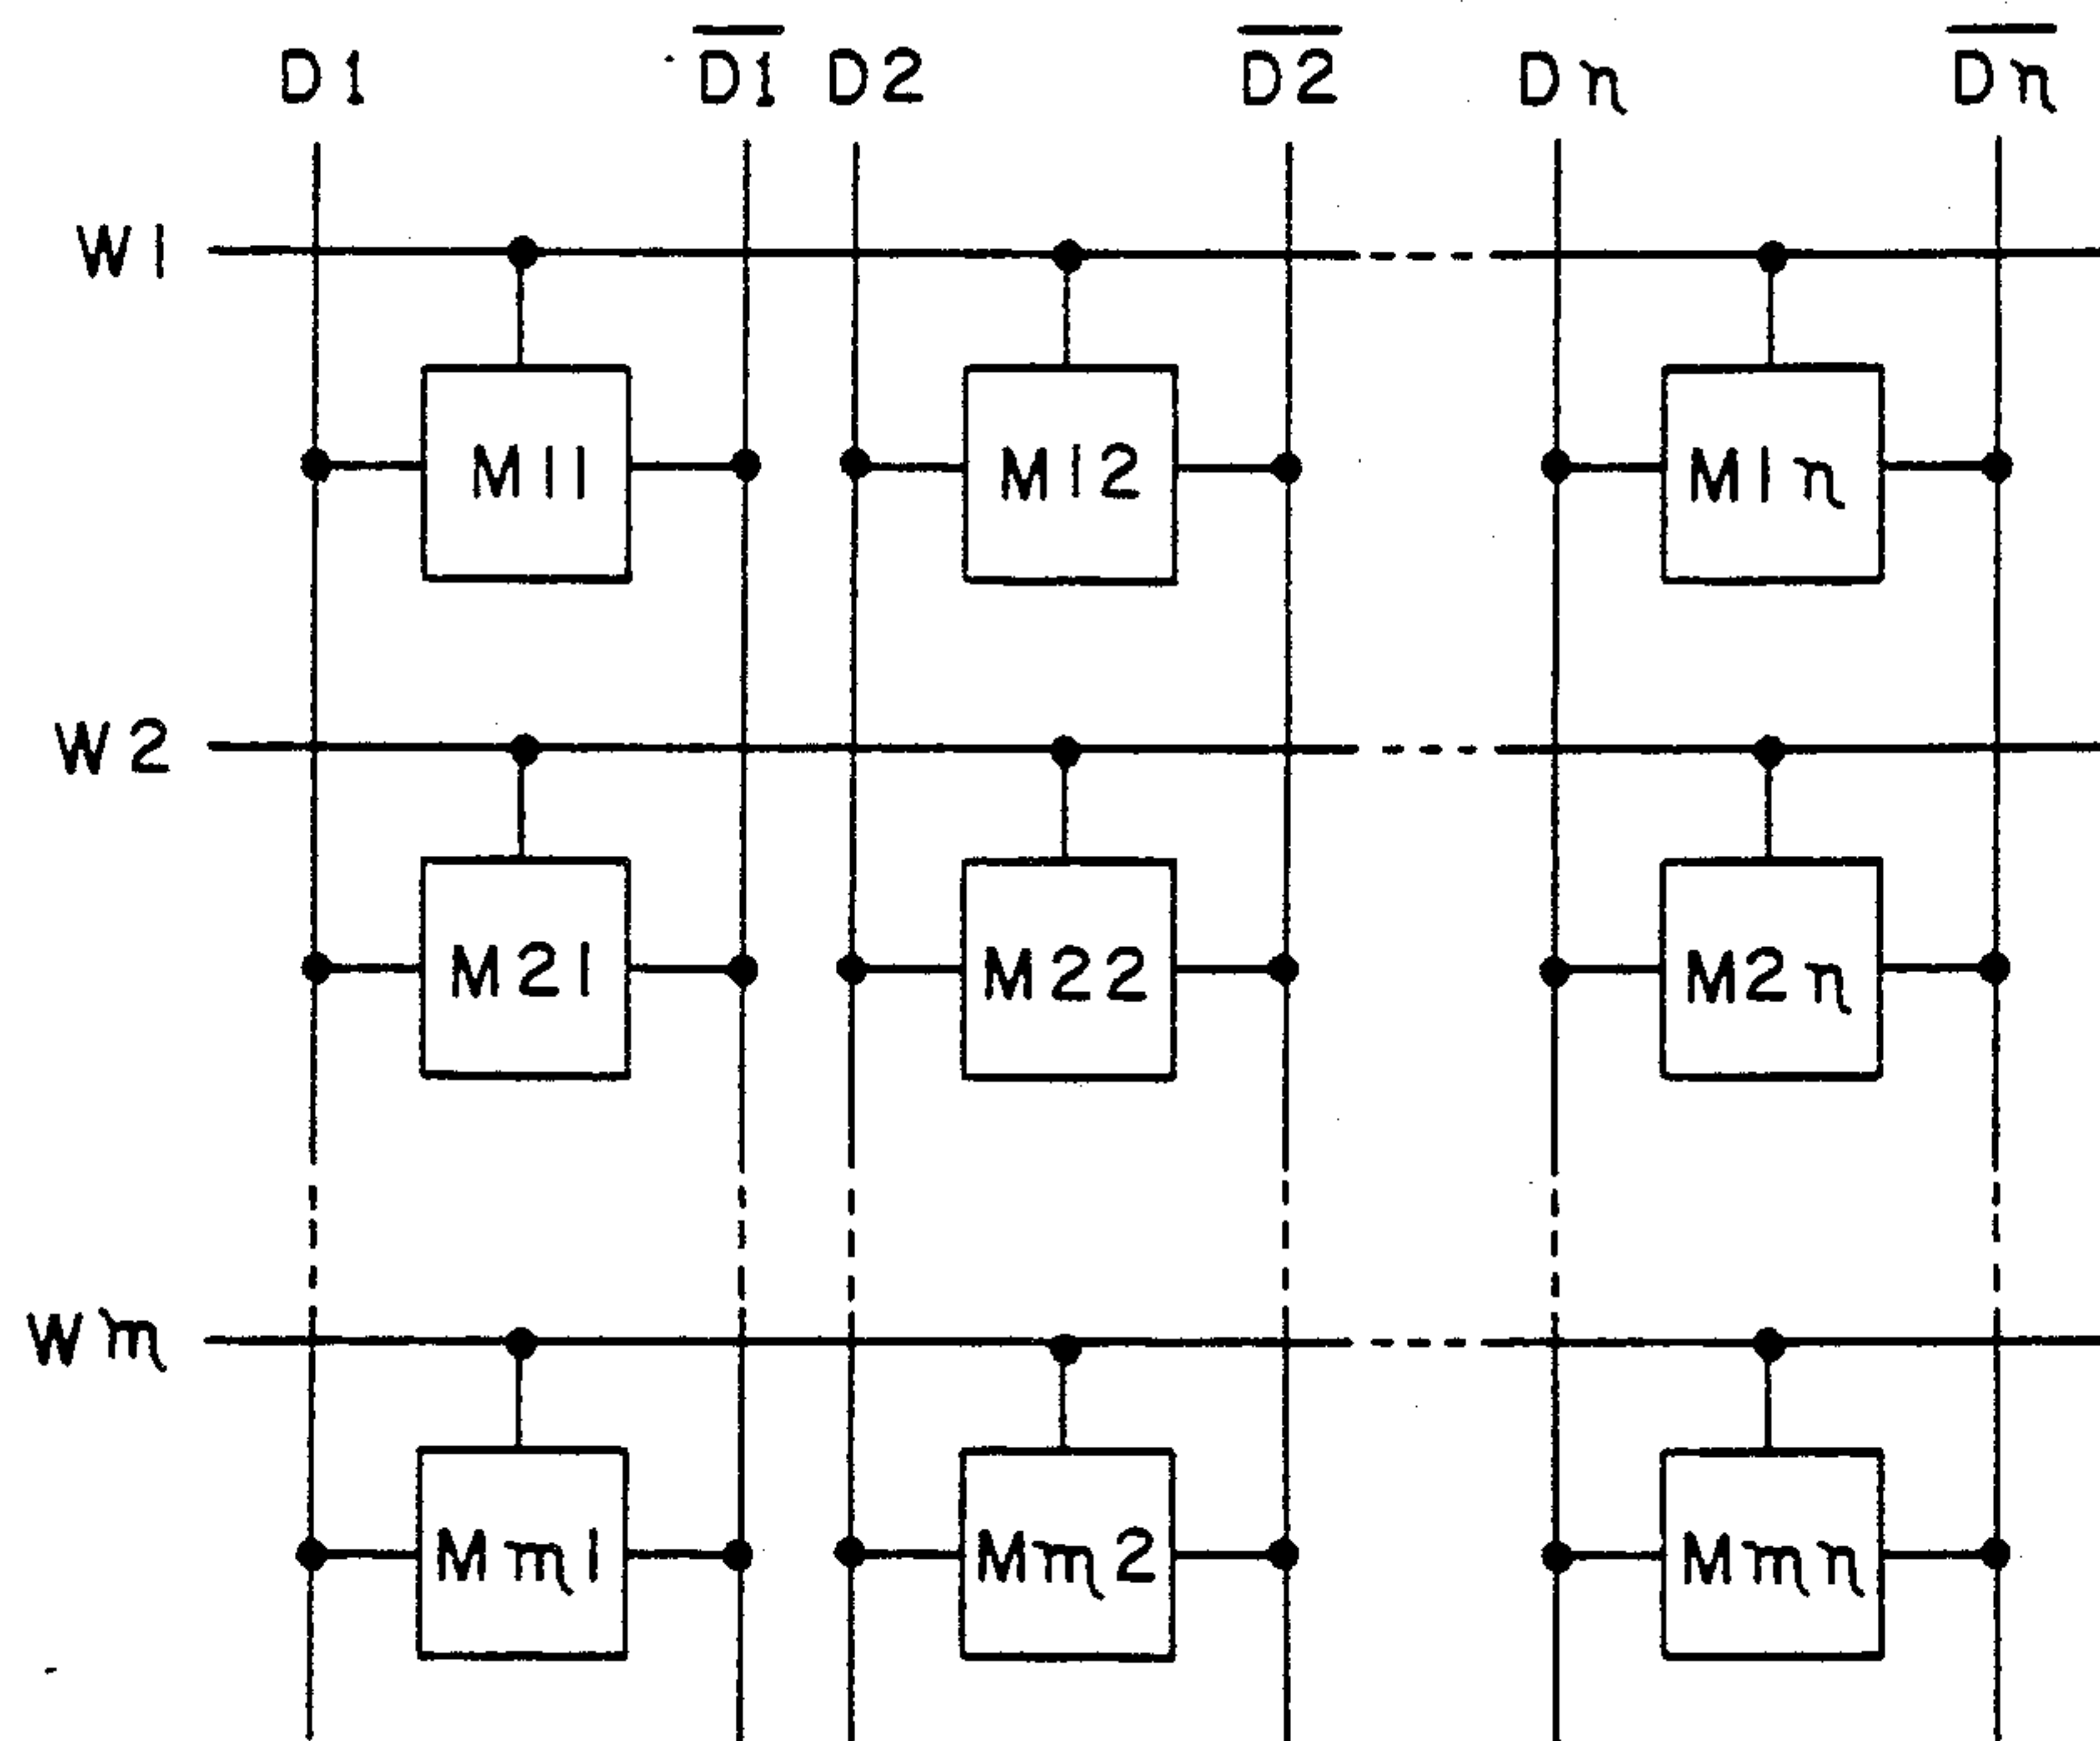 D1 D̅1̅ D2 D̅2̅ Dn D̅n̅
W1
M11 M12 M1n
W2
M21 M22 M2n
Wm
Mm1 Mm2 Mmn